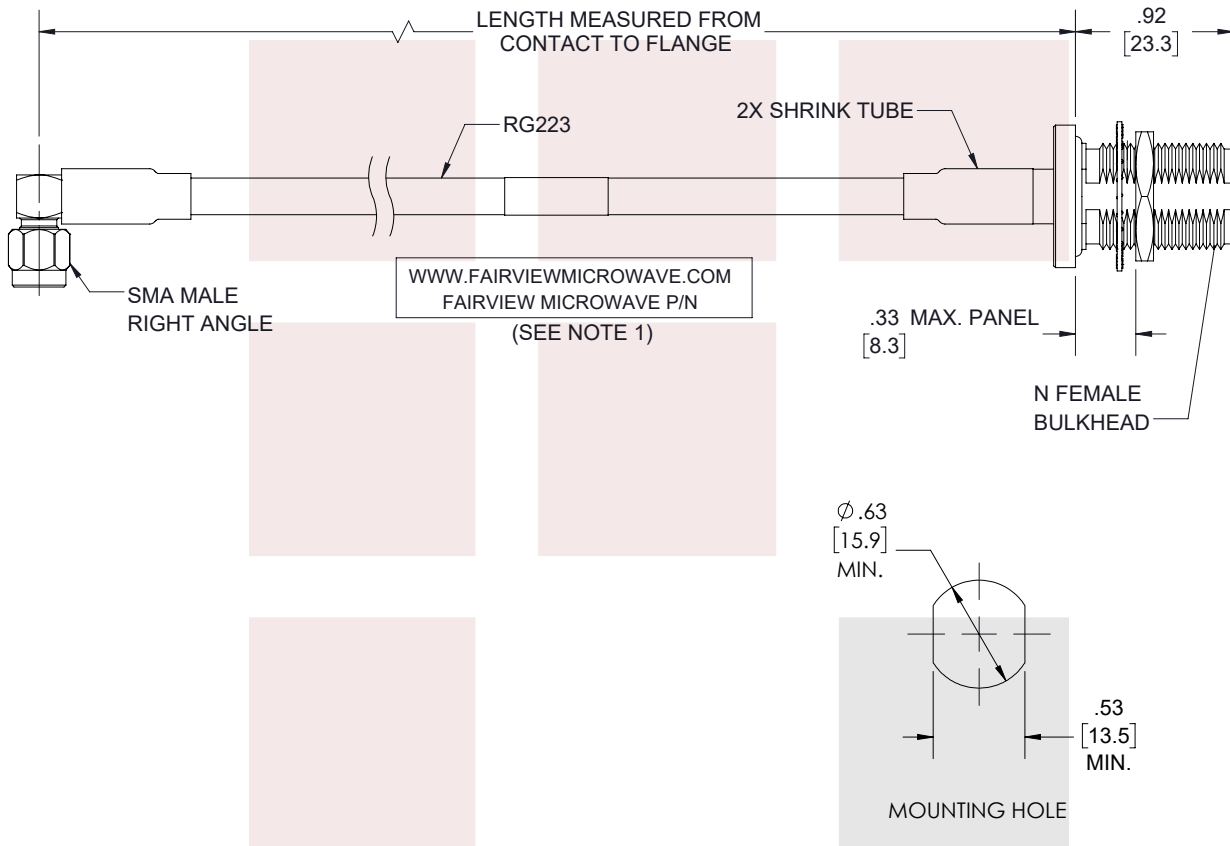 LENGTH MEASURED FROM
CONTACT TO FLANGE
.92
[23.3]
RG223
2X SHRINK TUBE
SMA MALE
RIGHT ANGLE
WWW.FAIRVIEWMICROWAVE.COM
FAIRVIEW MICROWAVE P/N
(SEE NOTE 1)
.33 MAX. PANEL
[8.3]
N FEMALE
BULKHEAD
Ø .63
[15.9]
MIN.
.53
[13.5]
MIN.
MOUNTING HOLE